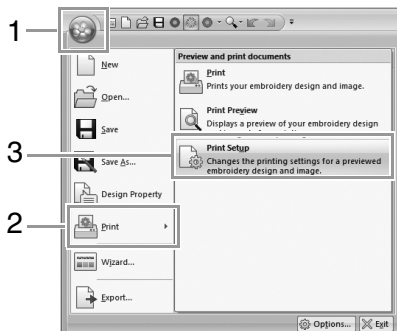 1
New
Open...
Save
Save As...
Design Property
2
Print
Wizard...
Export...
Preview and print documents
Print
Prints your embroidery design and image.
Print Preview
Displays a preview of your embroidery design
3
Print Setup
Changes the printing settings for a previewed
embroidery design and image.
Options...
Exit